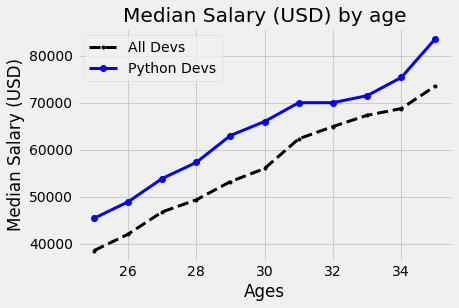 Median Salary (USD) by age
All Devs
Python Devs
Median Salary (USD)
80000
70000
60000
50000
40000
26 28 30 32 34
Ages